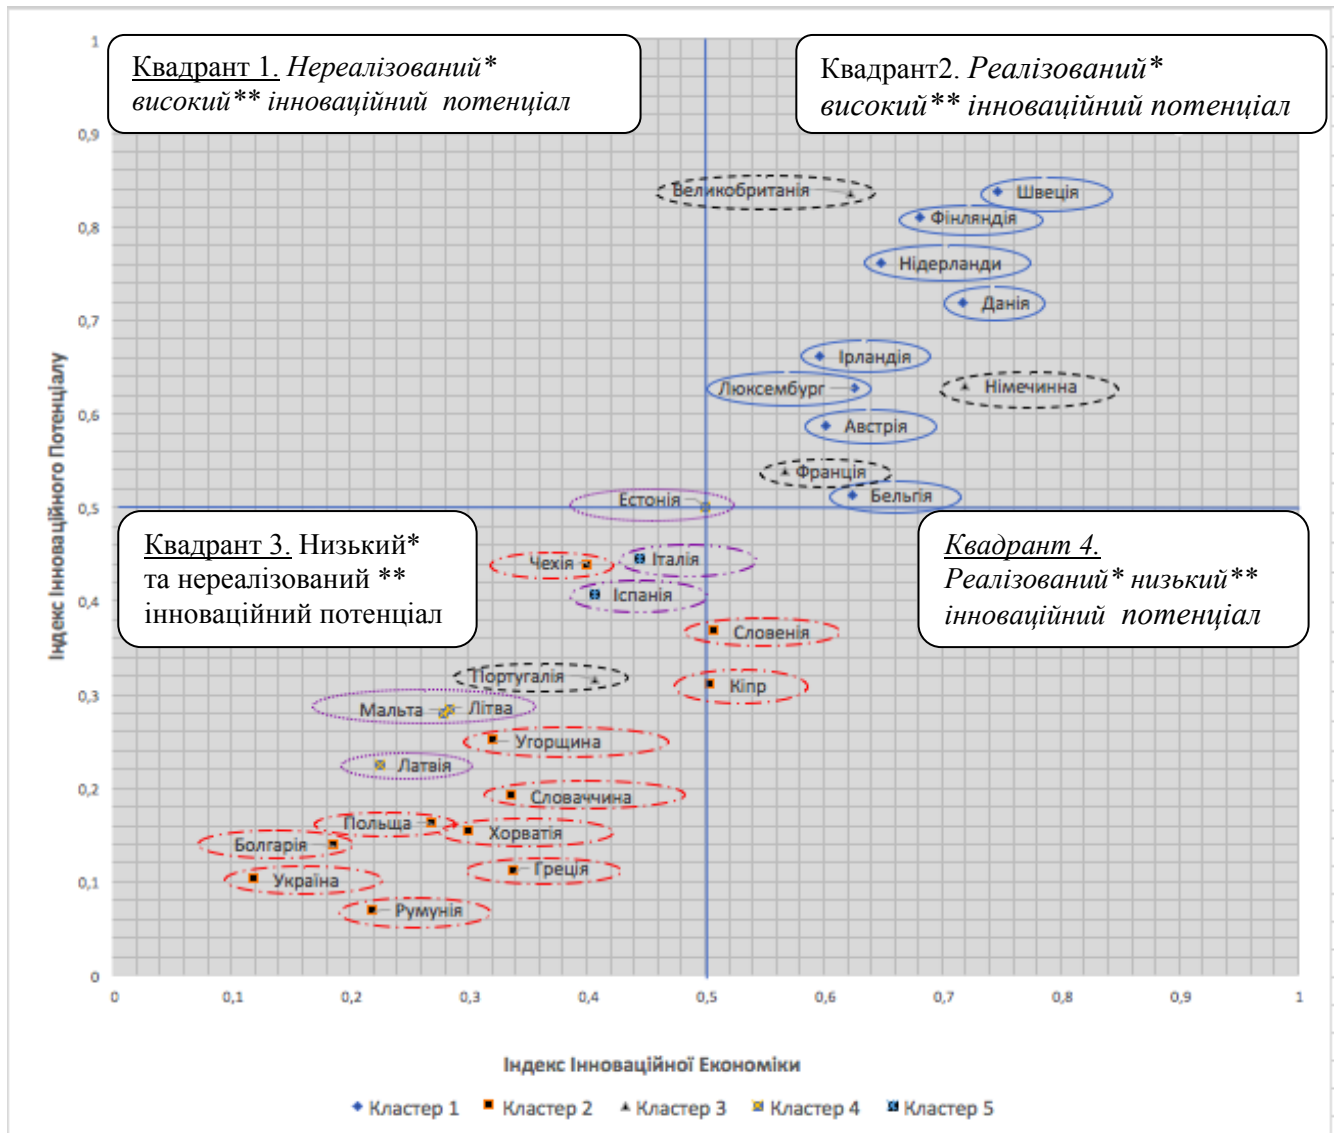 1
Квадрант 1. Нереалізований*
високий** інноваційний потенціал
Квадрант2. Реалізований*
високий** інноваційний потенціал
0,9
Великобританія
Швеція
Фінляндія
0,8
Нідерланди
Данія
0,7
Ірландія
Люксембург
Німечинна
0,6
Австрія
Франція
Бельгія
Естонія
0,5
Квадрант 3. Низький*
та нереалізований **
інноваційний потенціал
Квадрант 4.
Реалізований* низький**
інноваційний потенціал
Чехія
Італія
Іспанія
0,4
Словенія
Португалія
Кіпр
0,3
Мальта
Літва
Угорщина
Латвія
0,2
Словаччина
Польща
Хорватія
Болгарія
Греція
Україна
0,1
Румунія
0
Індекс Інноваційного Потенціалу
0 0,1 0,2 0,3 0,4 0,5 0,6 0,7 0,8 0,9 1
Індекс Інноваційної Економіки
Кластер 1 Кластер 2 Кластер 3 Кластер 4 Кластер 5